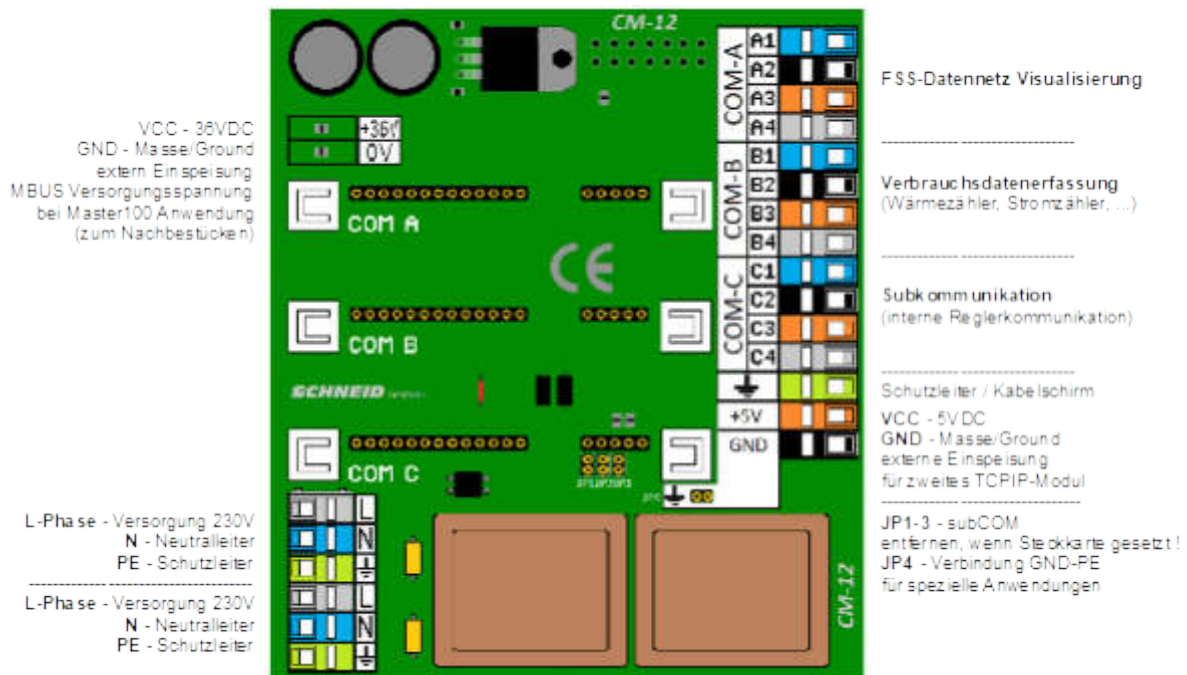 CM-12
VCC - 36VDC
GND - Masse/Ground
extern Einspeisung
MBUS Versorgungsspannung
bei Master100 Anwendung
(zum Nachbestücken)
+36V
0V
COM A
COM B
SCHNEID
COM C
L-Phase - Versorgung 230V
N - Neutralleiter
PE - Schutzleiter
L-Phase - Versorgung 230V
N - Neutralleiter
PE - Schutzleiter
L
N
L
N
COM-A
A1
A2
A3
A4
COM-B
B1
B2
B3
B4
COM-C
C1
C2
C3
C4
+5V
GND
CM-12
FSS-Datennetz Visualisierung
Verbrauchsdatenerfassung
(Wärmezähler, Stromzähler, ...)
Subkommunikation
(interne Reglerkommunikation)
Schutzleiter / Kabelschirm
VCC - 5VDC
GND - Masse/Ground
externe Einspeisung
für zweites TCPIP-Modul
JP1-3 - subCOM
entfernen, wenn Steckkarte gesetzt !
JP4 - Verbindung GND-PE
für spezielle Anwendungen